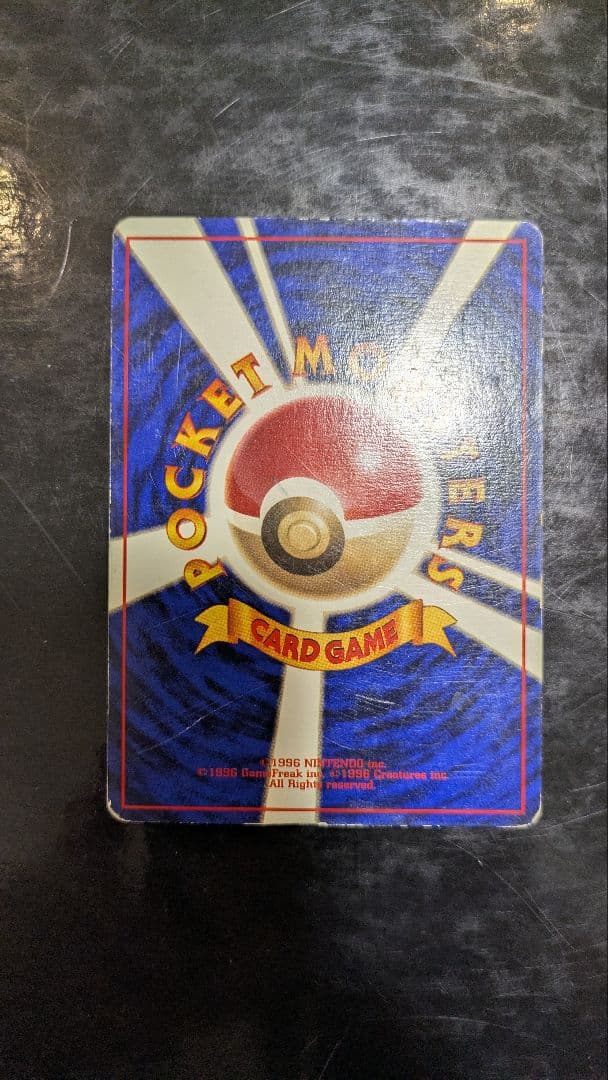 POCKET MONSTERS
CARD GAME
©1996 NINTENDO inc.
©1996 GameFreak inc. ©1996 Creatures inc.
All Rights reserved.